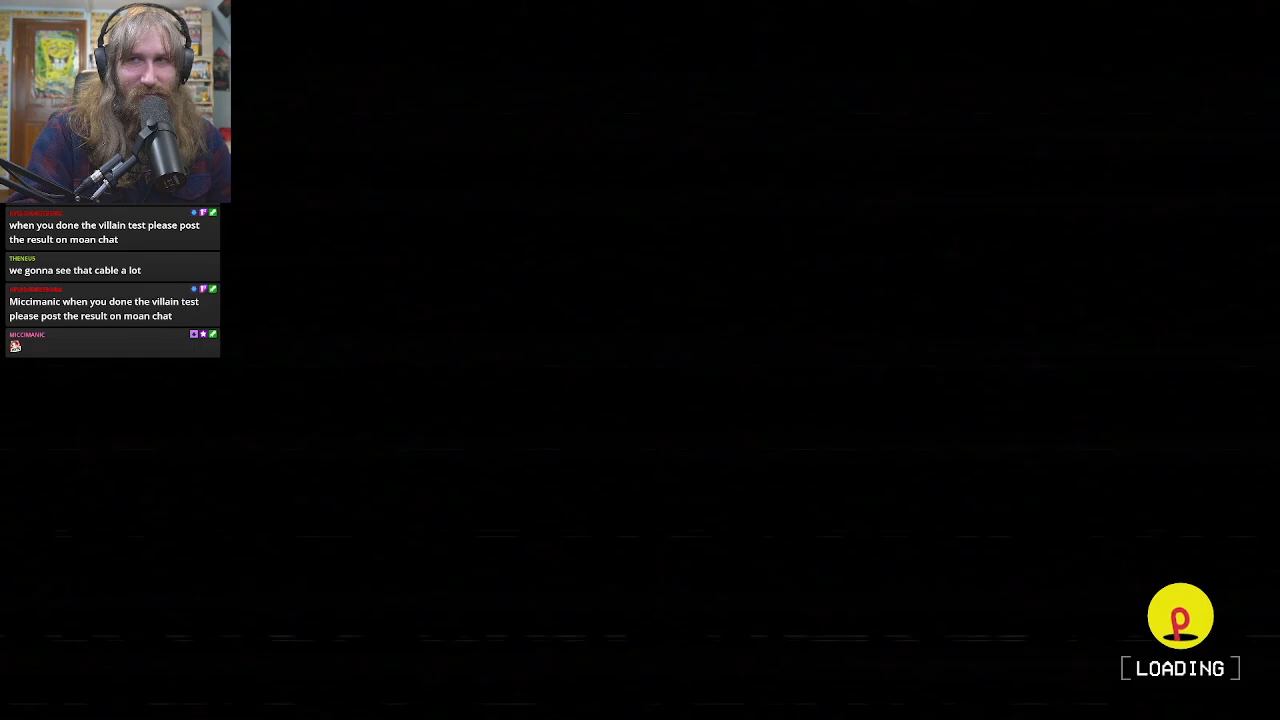 when you done the villain test please post
the result on moan chat
THENEUS
we gonna see that cable a lot
Miccimanic when you done the villain test
please post the result on moan chat
MICCIMANIC
p
[LOADING]